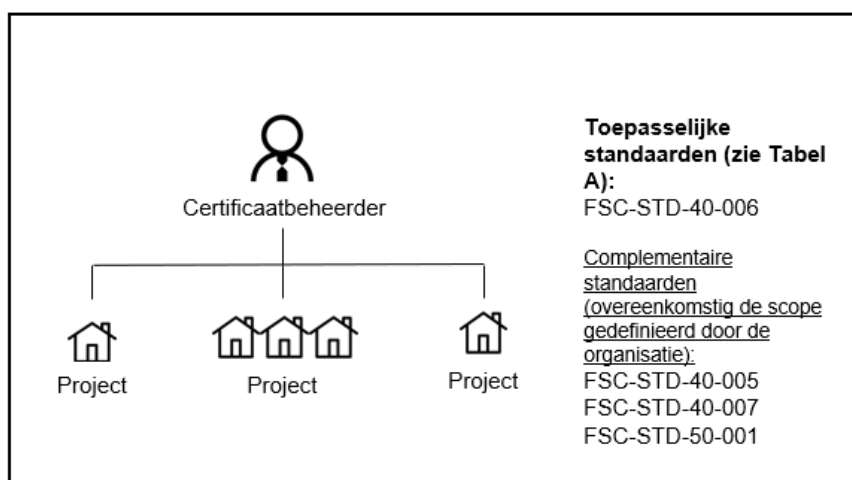 Certificaatbeheerder
Project
Project
Project
Toepasselijke
standaarden (zie Tabel
A):
FSC-STD-40-006
Complementaire
standaarden
(overeenkomstig de scope
gedefinieerd door de
organisatie):
FSC-STD-40-005
FSC-STD-40-007
FSC-STD-50-001